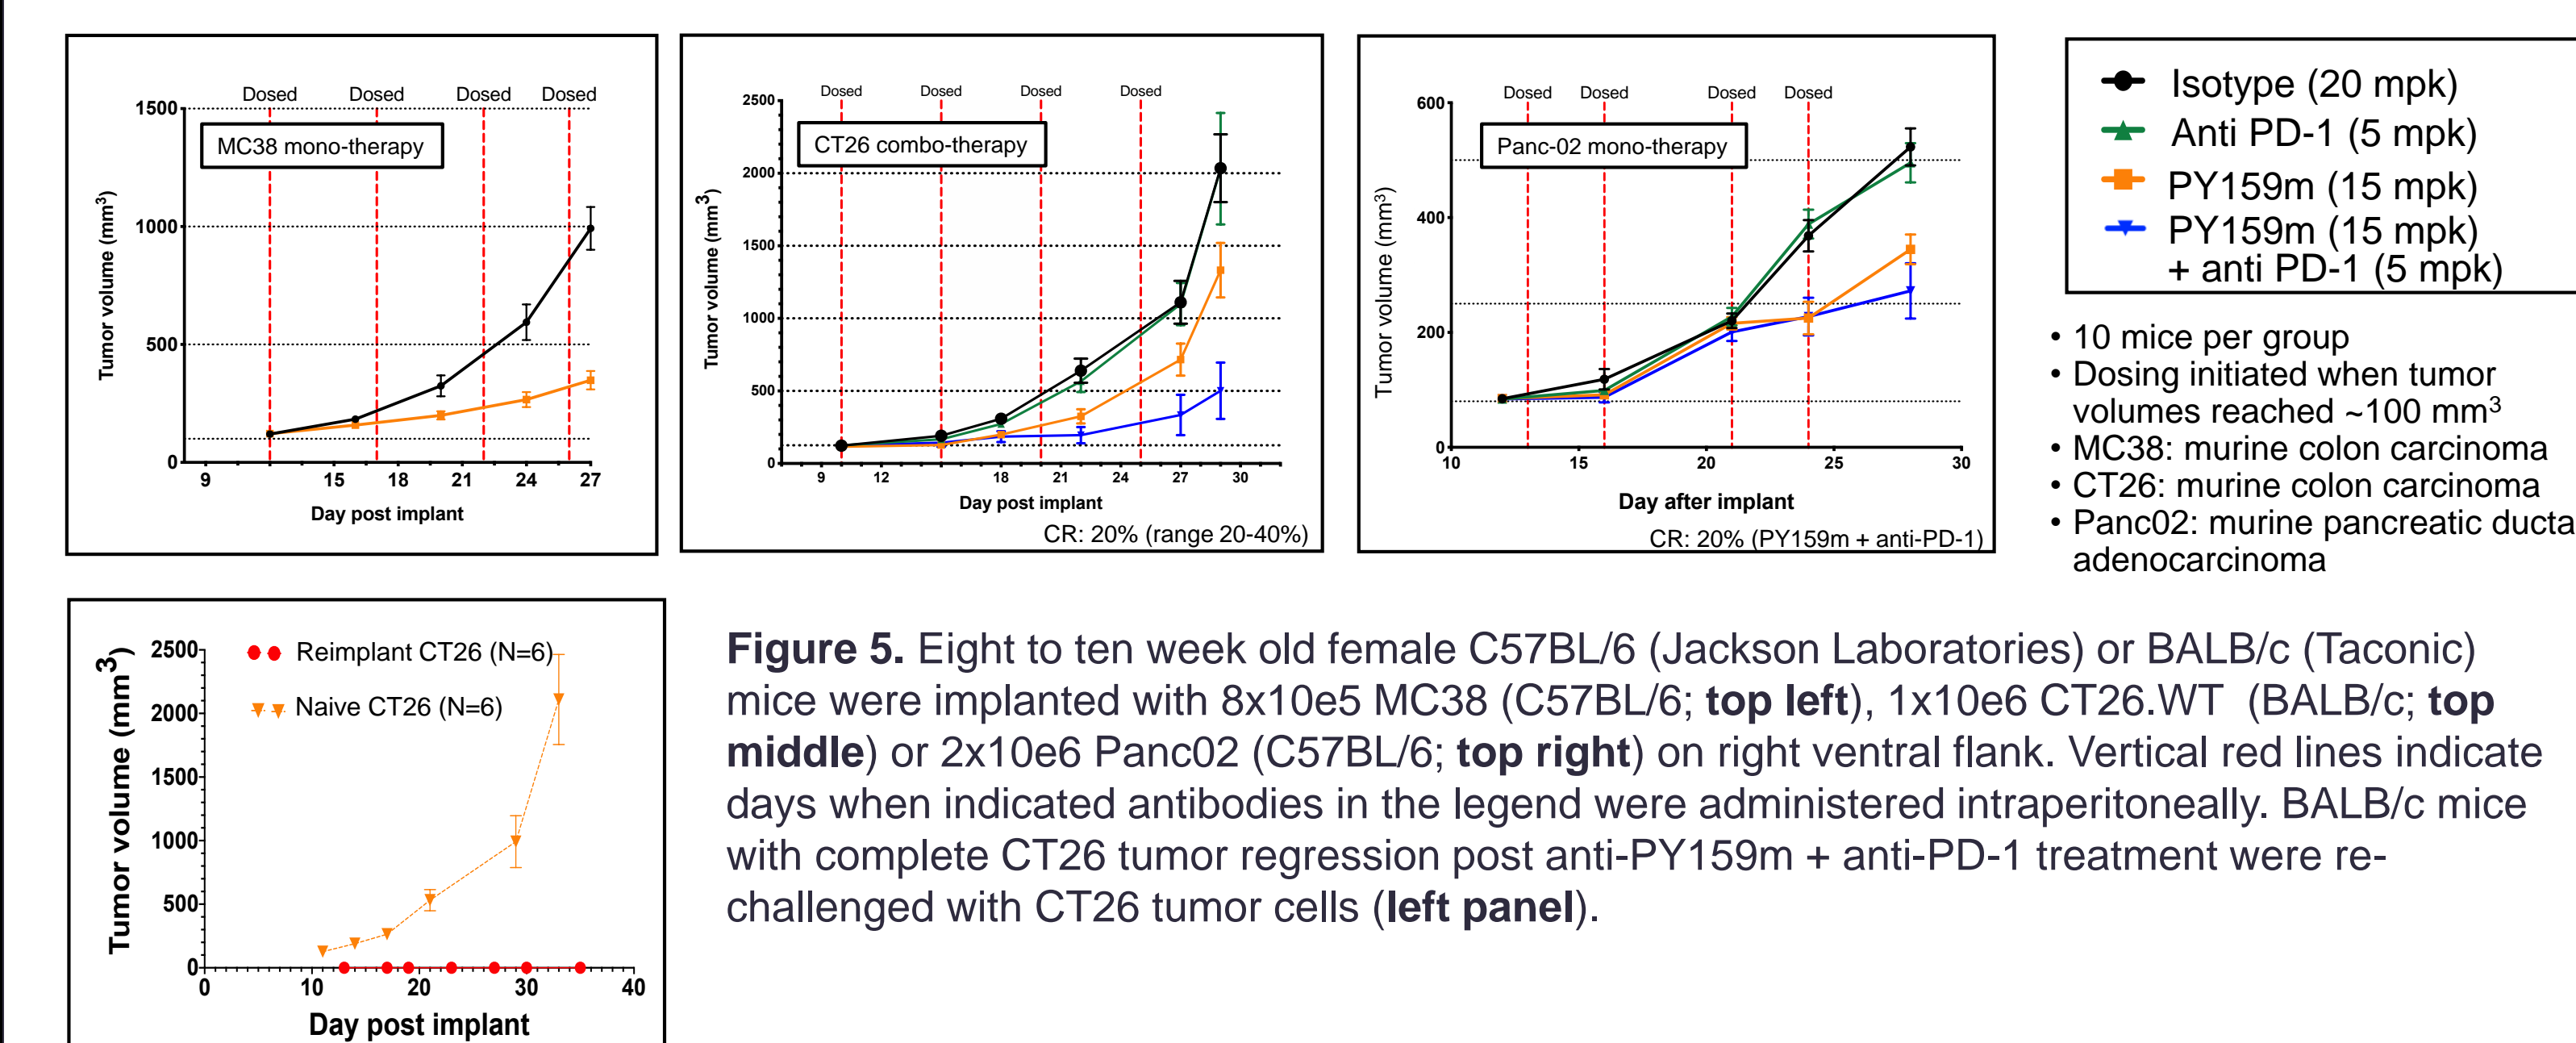 Dosed Dosed Dosed Dosed
1500
MC38 mono-therapy
1000
500
0
9 15 18 21 24 27
Tumor volume (mm3)
Day post implant
Dosed Dosed Dosed Dosed
2500
CT26 combo-therapy
2000
1500
1000
500
0
9 12 18 21 24 27 30
Tumor volume (mm3)
Day post implant
CR: 20% (range 20-40%)
Dosed Dosed Dosed Dosed
600
Panc-02 mono-therapy
400
200
0
10 15 20 25 30
Tumor volume (mm3)
Day after implant
CR: 20% (PY159m + anti-PD-1)
Isotype (20 mpk)
Anti PD-1 (5 mpk)
PY159m (15 mpk)
PY159m (15 mpk)
+ anti PD-1 (5 mpk)
• 10 mice per group
• Dosing initiated when tumor
volumes reached ~100 mm3
• MC38: murine colon carcinoma
• CT26: murine colon carcinoma
• Panc02: murine pancreatic ducta
adenocarcinoma
2500
Reimplant CT26 (N=6)
2000
Naive CT26 (N=6)
1500
1000
500
0
0 10 20 30 40
Tumor volume (mm3)
Day post implant
Figure 5. Eight to ten week old female C57BL/6 (Jackson Laboratories) or BALB/c (Taconic)
mice were implanted with 8x10e5 MC38 (C57BL/6; top left), 1x10e6 CT26.WT (BALB/c; top
middle) or 2x10e6 Panc02 (C57BL/6; top right) on right ventral flank. Vertical red lines indicate
days when indicated antibodies in the legend were administered intraperitoneally. BALB/c mice
with complete CT26 tumor regression post anti-PY159m + anti-PD-1 treatment were re-
challenged with CT26 tumor cells (left panel).